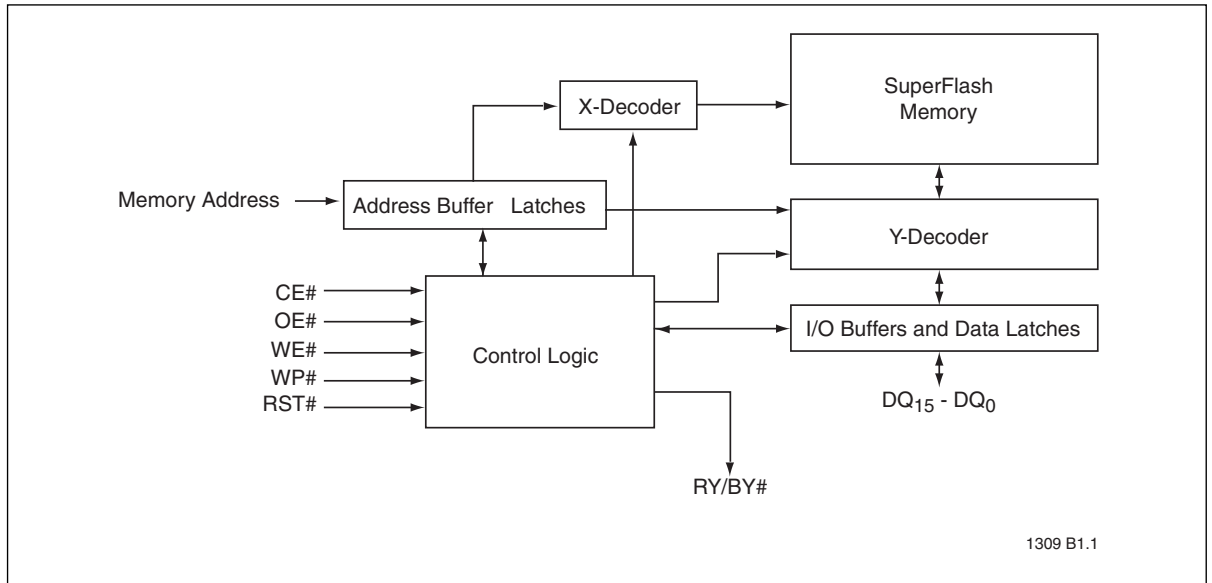 SuperFlash
Memory
X-Decoder
Memory Address
Address Buffer Latches
Y-Decoder
CE#
OE#
WE#
WP#
RST#
Control Logic
I/O Buffers and Data Latches
DQ15 - DQ0
RY/BY#
1309 B1.1